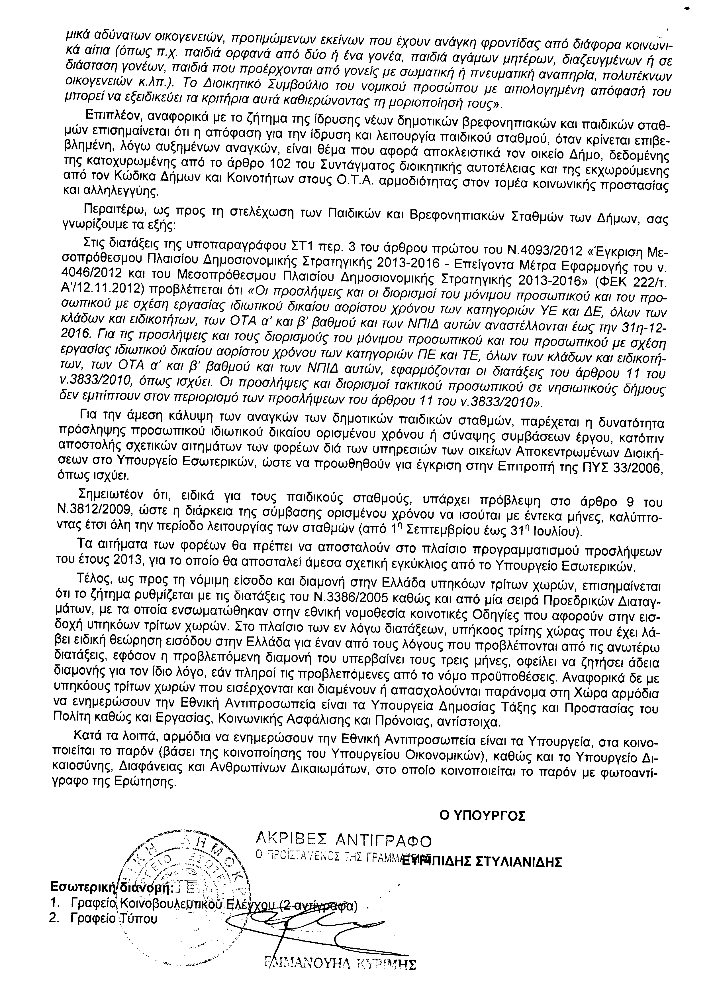 μικά αδύνατων οικογενειών, προτιμώμενων εκείνων που έχουν ανάγκη φροντίδας από διάφορα κοινωνι-
κά αίτια (όπως π.χ. παιδιά ορφανά από δύο ή ένα γονέα, παιδιά αγάμων μητέρων, διαζευγμένων ή σε
διάσταση γονέων, παιδιά που προέρχονται από γονείς με σωματική ή πνευματική αναπηρία, πολυτέκνων
οικογενειών κ.λπ.). Το Διοικητικό Συμβούλιο του νομικού προσώπου με αιτιολογημένη απόφασή του
μπορεί να εξειδικεύει τα κριτήρια αυτά καθιερώνοντας τη μοριοποίησή τους».
Επιπλέον, αναφορικά με το ζήτημα της ίδρυσης νέων δημοτικών βρεφονηπιακών και παιδικών σταθ-
μών επισημαίνεται ότι η απόφαση για την ίδρυση και λειτουργία παιδικού σταθμού, όταν κρίνεται επιβε-
βλημένη, λόγω αυξημένων αναγκών, είναι θέμα που αφορά αποκλειστικά τον οικείο Δήμο, δεδομένης
της κατοχυρωμένης από το άρθρο 102 του Συντάγματος διοικητικής αυτοτέλειας και της εκχωρούμενης
από τον Κώδικα Δήμων και Κοινοτήτων στους Ο.Τ.Α. αρμοδιότητας στον τομέα κοινωνικής προστασίας
και αλληλεγγύης.
Περαιτέρω, ως προς τη στελέχωση των Παιδικών και Βρεφονηπιακών Σταθμών των Δήμων, σας
γνωρίζουμε τα εξής:
Στις διατάξεις της υποπαραγράφου ΣΤ1 περ. 3 του άρθρου πρώτου του Ν.4093/2012 «Έγκριση Με-
σοπρόθεσμου Πλαισίου Δημοσιονομικής Στρατηγικής 2013-2016 - Επείγοντα Μέτρα Εφαρμογής του ν.
4046/2012 και του Μεσοπρόθεσμου Πλαισίου Δημοσιονομικής Στρατηγικής 2013-2016» (ΦΕΚ 222/τ.
Α’/12.11.2012) προβλέπεται ότι «Οι προσλήψεις και οι διορισμοί του μόνιμου προσωπικού και του προ-
σωπικού με σχέση εργασίας ιδιωτικού δικαίου αορίστου χρόνου των κατηγοριών ΥΕ και ΔΕ, όλων των
κλάδων και ειδικοτήτων, των ΟΤΑ α’ και β’ βαθμού και των ΝΠΙΔ αυτών αναστέλλονται έως την 31η-12-
2016. Για τις προσλήψεις και τους διορισμούς του μόνιμου προσωπικού και του προσωπικού με σχέση
εργασίας ιδιωτικού δικαίου αορίστου χρόνου των κατηγοριών ΠΕ και ΤΕ, όλων των κλάδων και ειδικοτή-
των, των ΟΤΑ α’ και β’ βαθμού και των ΝΠΙΔ αυτών, εφαρμόζονται οι διατάξεις του άρθρου 11 του
ν.3833/2010, όπως ισχύει. Οι προσλήψεις και διορισμοί τακτικού προσωπικού σε νησιωτικούς δήμους
δεν εμπίπτουν στον περιορισμό των προσλήψεων του άρθρου 11 του ν.3833/2010».
Για την άμεση κάλυψη των αναγκών των δημοτικών παιδικών σταθμών, παρέχεται η δυνατότητα
πρόσληψης προσωπικού ιδιωτικού δικαίου ορισμένου χρόνου ή σύναψης συμβάσεων έργου, κατόπιν
αποστολής σχετικών αιτημάτων των φορέων διά των υπηρεσιών των οικείων Αποκεντρωμένων Διοική-
σεων στο Υπουργείο Εσωτερικών, ώστε να προωθηθούν για έγκριση στην Επιτροπή της ΠΥΣ 33/2006,
όπως ισχύει.
Σημειωτέον ότι, ειδικά για τους παιδικούς σταθμούς, υπάρχει πρόβλεψη στο άρθρο 9 του
Ν.3812/2009, ώστε η διάρκεια της σύμβασης ορισμένου χρόνου να ισούται με έντεκα μήνες, καλύπτο-
ντας έτσι όλη την περίοδο λειτουργίας των σταθμών (από 1η Σεπτεμβρίου έως 31η Ιουλίου).
Τα αιτήματα των φορέων θα πρέπει να αποσταλούν στο πλαίσιο προγραμματισμού προσλήψεων
του έτους 2013, για το οποίο θα αποσταλεί άμεσα σχετική εγκύκλιος από το Υπουργείο Εσωτερικών.
Τέλος, ως προς τη νόμιμη είσοδο και διαμονή στην Ελλάδα υπηκόων τρίτων χωρών, επισημαίνεται
ότι το ζήτημα ρυθμίζεται με τις διατάξεις του Ν.3386/2005 καθώς και από μία σειρά Προεδρικών Διαταγ-
μάτων, με τα οποία ενσωματώθηκαν στην εθνική νομοθεσία κοινοτικές Οδηγίες που αφορούν στην εισ-
δοχή υπηκόων τρίτων χωρών. Στο πλαίσιο των εν λόγω διατάξεων, υπήκοος τρίτης χώρας που έχει λά-
βει ειδική θεώρηση εισόδου στην Ελλάδα για έναν από τους λόγους που προβλέπονται από τις ανωτέρω
διατάξεις, εφόσον η προβλεπόμενη διαμονή του υπερβαίνει τους τρεις μήνες, οφείλει να ζητήσει άδεια
διαμονής για τον ίδιο λόγο, εάν πληροί τις προβλεπόμενες από το νόμο προϋποθέσεις. Αναφορικά δε με
υπηκόους τρίτων χωρών που εισέρχονται και διαμένουν ή απασχολούνται παράνομα στη Χώρα αρμόδια
να ενημερώσουν την Εθνική Αντιπροσωπεία είναι τα Υπουργεία Δημοσίας Τάξης και Προστασίας του
Πολίτη καθώς και Εργασίας, Κοινωνικής Ασφάλισης και Πρόνοιας, αντίστοιχα.
Κατά τα λοιπά, αρμόδια να ενημερώσουν την Εθνική Αντιπροσωπεία είναι τα Υπουργεία, στα κοινο-
ποιείται το παρόν (βάσει της κοινοποίησης του Υπουργείου Οικονομικών), καθώς και το Υπουργείο Δι-
καιοσύνης, Διαφάνειας και Ανθρωπίνων Δικαιωμάτων, στο οποίο κοινοποιείται το παρόν με φωτοαντί-
γραφο της Ερώτησης.
Ο ΥΠΟΥΡΓΟΣ
ΑΚΡΙΒΕΣ ΑΝΤΙΓΡΑΦΟ
Ο ΠΡΟΪΣΤΑΜΕΝΟΣ ΤΗΣ ΓΡΑΜΜΑΤΕΙΑΣ
ΕΥΡΙΠΙΔΗΣ ΣΤΥΛΙΑΝΙΔΗΣ
Εσωτερική διανομή:
1. Γραφείο Κοινοβουλευτικού Ελέγχου (2 αντίγραφα)
2. Γραφείο Τύπου
ΕΜΜΑΝΟΥΗΛ ΚΥΡΙΜΗΣ